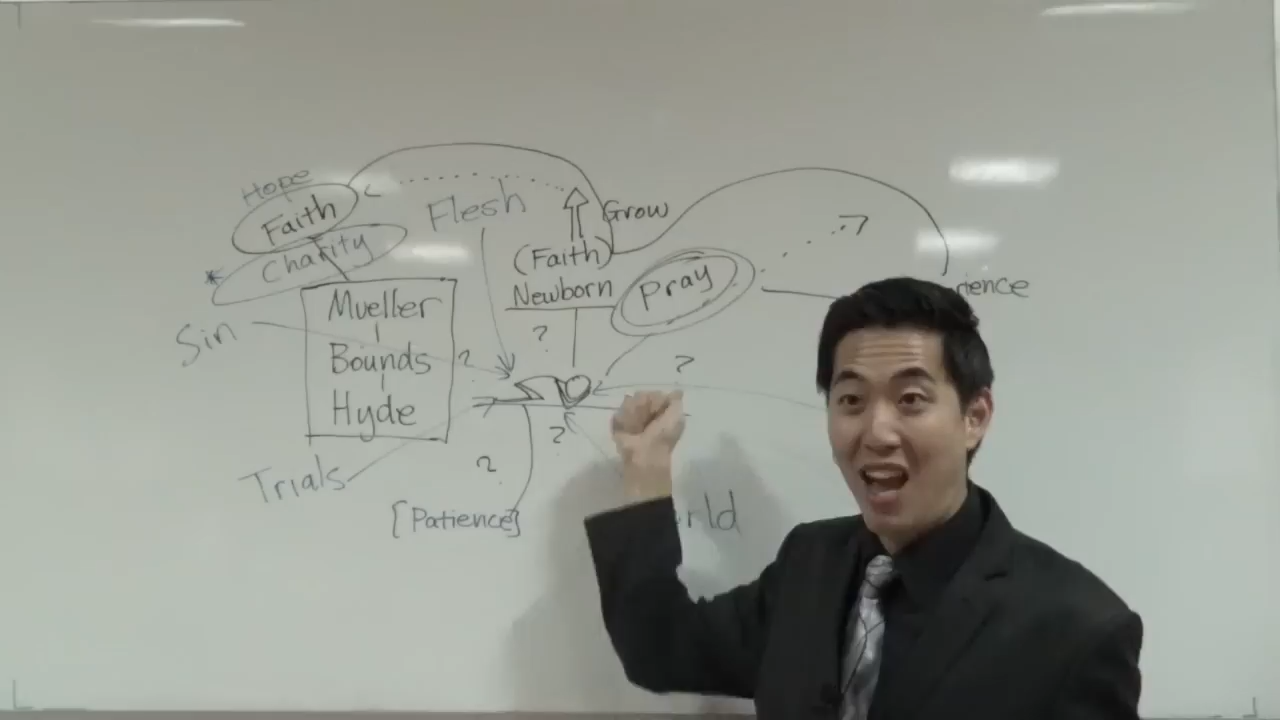 Hope
Faith
Charity
*
Flesh
Grow
(Faith)
Newborn
Pray
Sin
Mueller
Bounds
Hyde
?
?
?
?
?
Trials
[Patience]